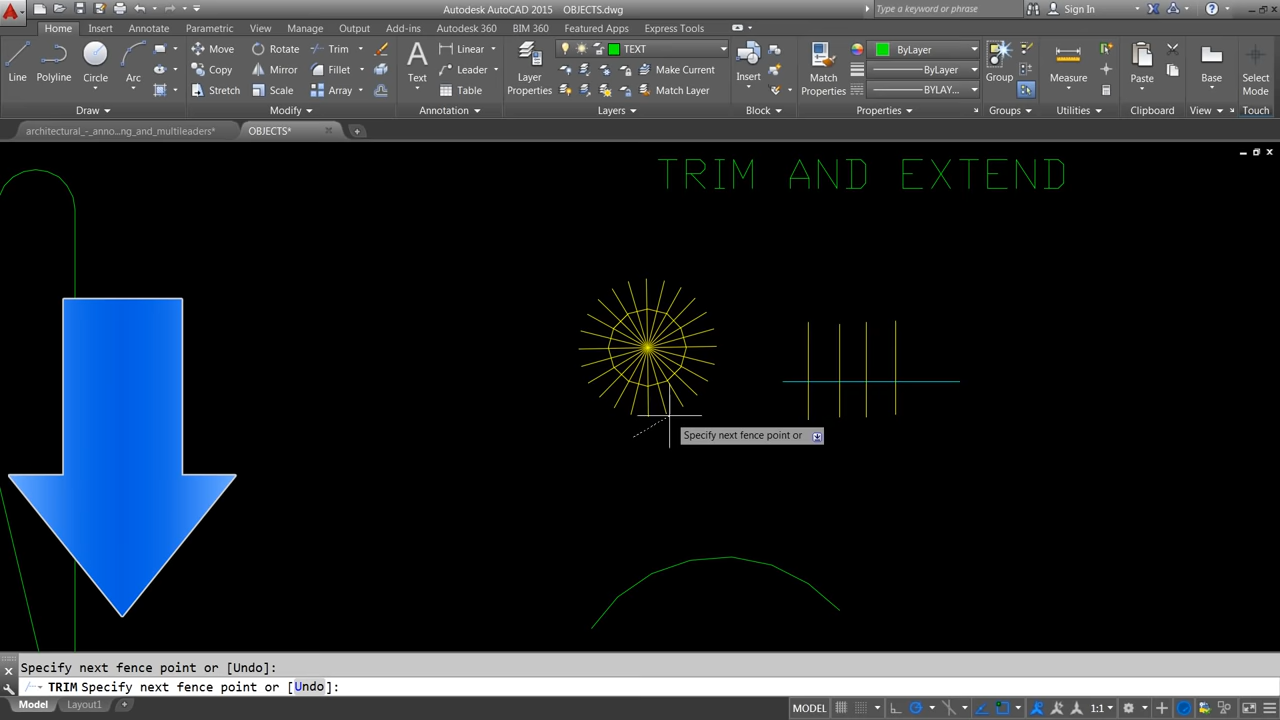 Autodesk AutoCAD 2015 OBJECTS.dwg
Type a keyword or phrase
Sign In
Home Insert Annotate Parametric View Manage Output Add-ins Autodesk 360 BIM 360 Featured Apps Express Tools
Line Polyline Circle Arc
Move Rotate Trim
Copy Mirror Fillet
Stretch Scale Array
Text
Linear
Leader
Table
Layer Properties
TEXT
Make Current
Match Layer
Insert
Match Properties
ByLayer
ByLayer
BYLAY...
Group
Measure
Paste
Base
Select Mode
Draw Modify Annotation Layers Block Properties Groups Utilities Clipboard View Touch
architectural_-_anno...ng_and_multileaders* OBJECTS*
TRIM AND EXTEND
Specify next fence point or
Specify next fence point or [Undo]:
TRIM Specify next fence point or [Undo]:
Model Layout1
MODEL 1:1